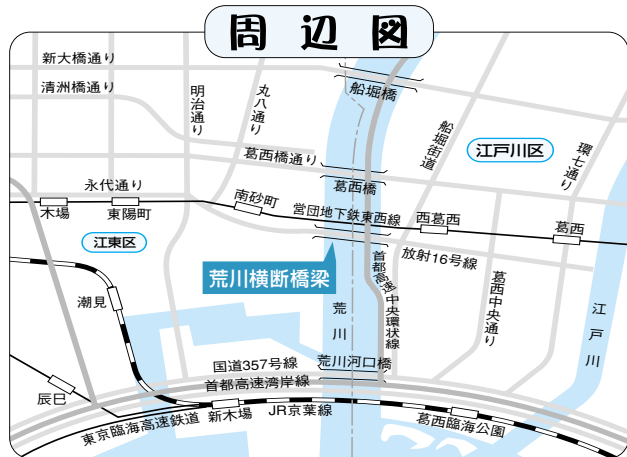 周辺図
新大橋通り
清洲橋通り
明治通り
丸八通り
船堀橋
船堀街道
江戸川区
環七通り
葛西橋通り
葛西橋
永代通り
木場
東陽町
南砂町
営団地下鉄東西線
西葛西
葛西
江東区
放射16号線
荒川横断橋梁
潮見
荒川
首都高速中央環状線
葛西中央通り
江戸川
国道357号線
荒川河口橋
首都高速湾岸線
辰巳
東京臨海高速鉄道
新木場
JR京葉線
葛西臨海公園